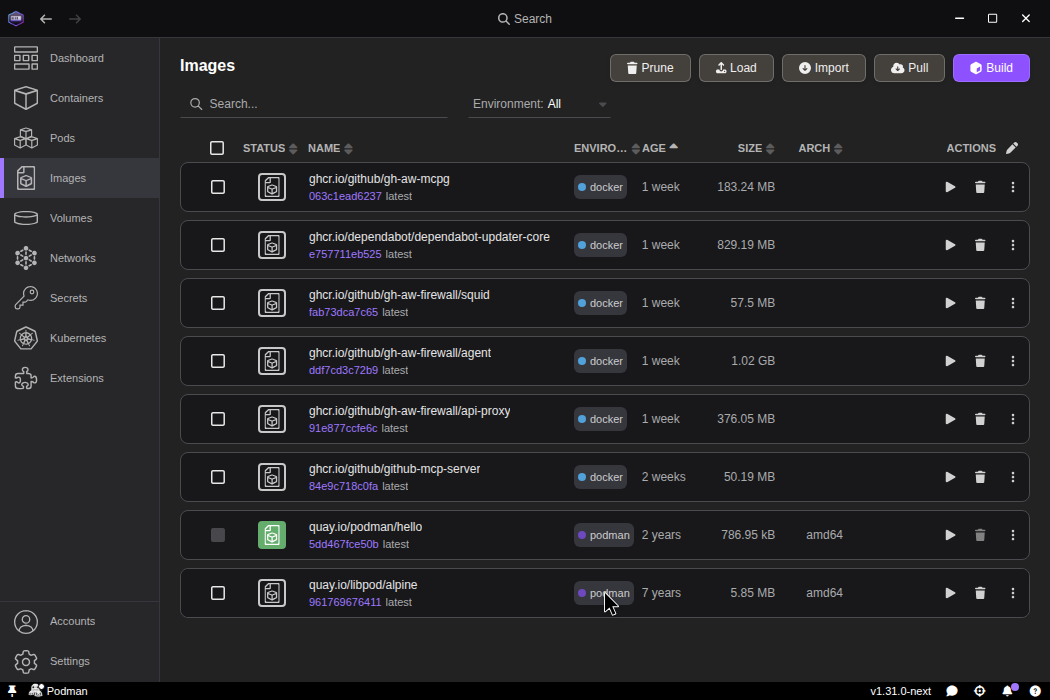 Search
Dashboard
Containers
Pods
Images
Volumes
Networks
Secrets
Kubernetes
Extensions
Accounts
Settings
Images
Prune
Load
Import
Pull
Build
Search...
Environment: All
STATUS NAME ENVIRO... AGE SIZE ARCH ACTIONS
ghcr.io/github/gh-aw-mcpg
063c1ead6237 latest
docker 1 week 183.24 MB
ghcr.io/dependabot/dependabot-updater-core
e757711eb525 latest
docker 1 week 829.19 MB
ghcr.io/github/gh-aw-firewall/squid
fab73dca7c65 latest
docker 1 week 57.5 MB
ghcr.io/github/gh-aw-firewall/agent
ddf7cd3c72b9 latest
docker 1 week 1.02 GB
ghcr.io/github/gh-aw-firewall/api-proxy
91e877ccfe6c latest
docker 1 week 376.05 MB
ghcr.io/github/github-mcp-server
84e9c718c0fa latest
docker 2 weeks 50.19 MB
quay.io/podman/hello
5dd467fce50b latest
podman 2 years 786.95 kB amd64
quay.io/libpod/alpine
961769676411 latest
podman 7 years 5.85 MB amd64
Podman
v1.31.0-next